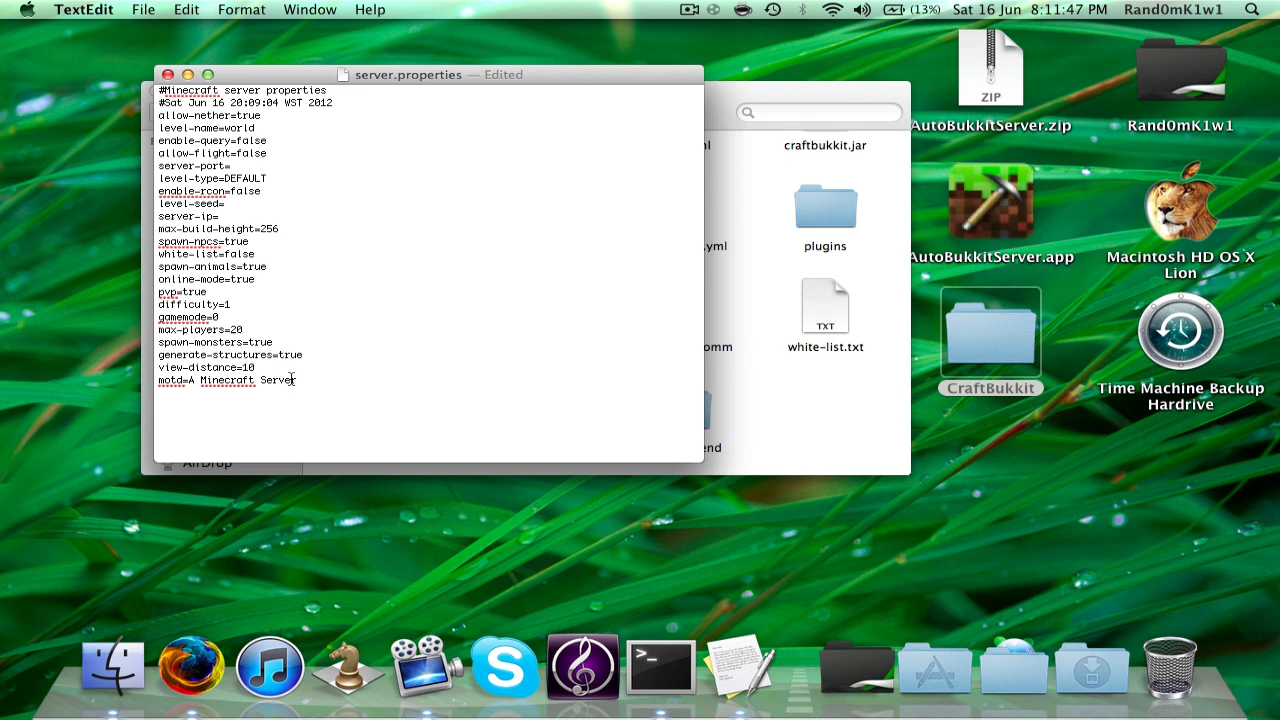 TextEdit File Edit Format Window Help (13%) Sat 16 Jun 8:11:47 PM Rand0mK1w1
server.properties — Edited
#Minecraft server properties
#Sat Jun 16 20:09:04 WST 2012
allow-nether=true
level-name=world
enable-query=false
allow-flight=false
server-port=
level-type=DEFAULT
enable-rcon=false
level-seed=
server-ip=
max-build-height=256
spawn-npcs=true
white-list=false
spawn-animals=true
online-mode=true
pvp=true
difficulty=1
gamemode=0
max-players=20
spawn-monsters=true
generate-structures=true
view-distance=10
motd=A Minecraft Server
craftbukkit.jar
.yml
plugins
TXT
omm
white-list.txt
end
AirDrop
ZIP
AutoBukkitServer.zip
Rand0mK1w1
AutoBukkitServer.app
Macintosh HD OS X
Lion
CraftBukkit
Time Machine Backup
Hardrive
>_